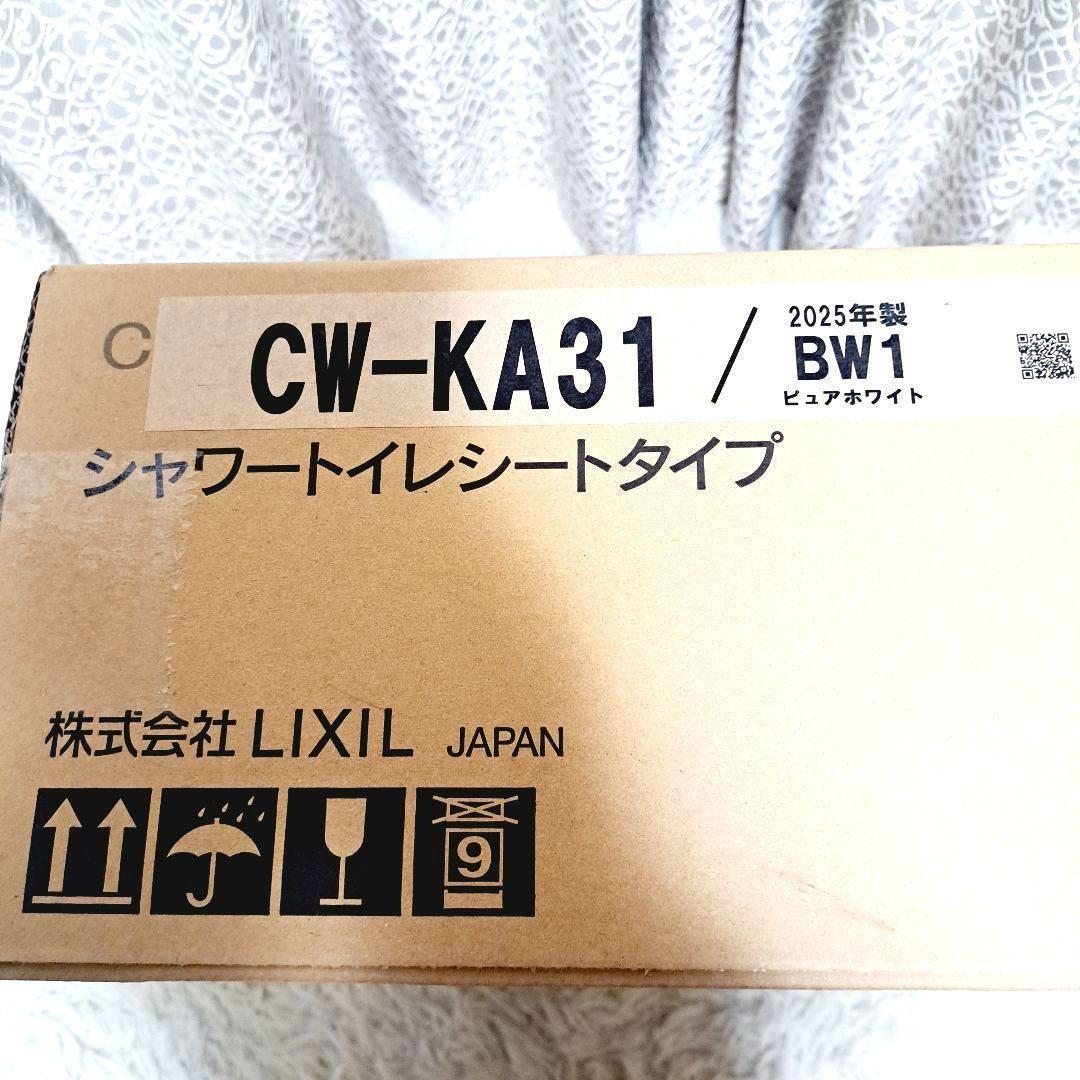 C
CW-KA31 / 2025年製
BW1
ピュアホワイト
シャワートイレシートタイプ
株式会社 LIXIL JAPAN
9